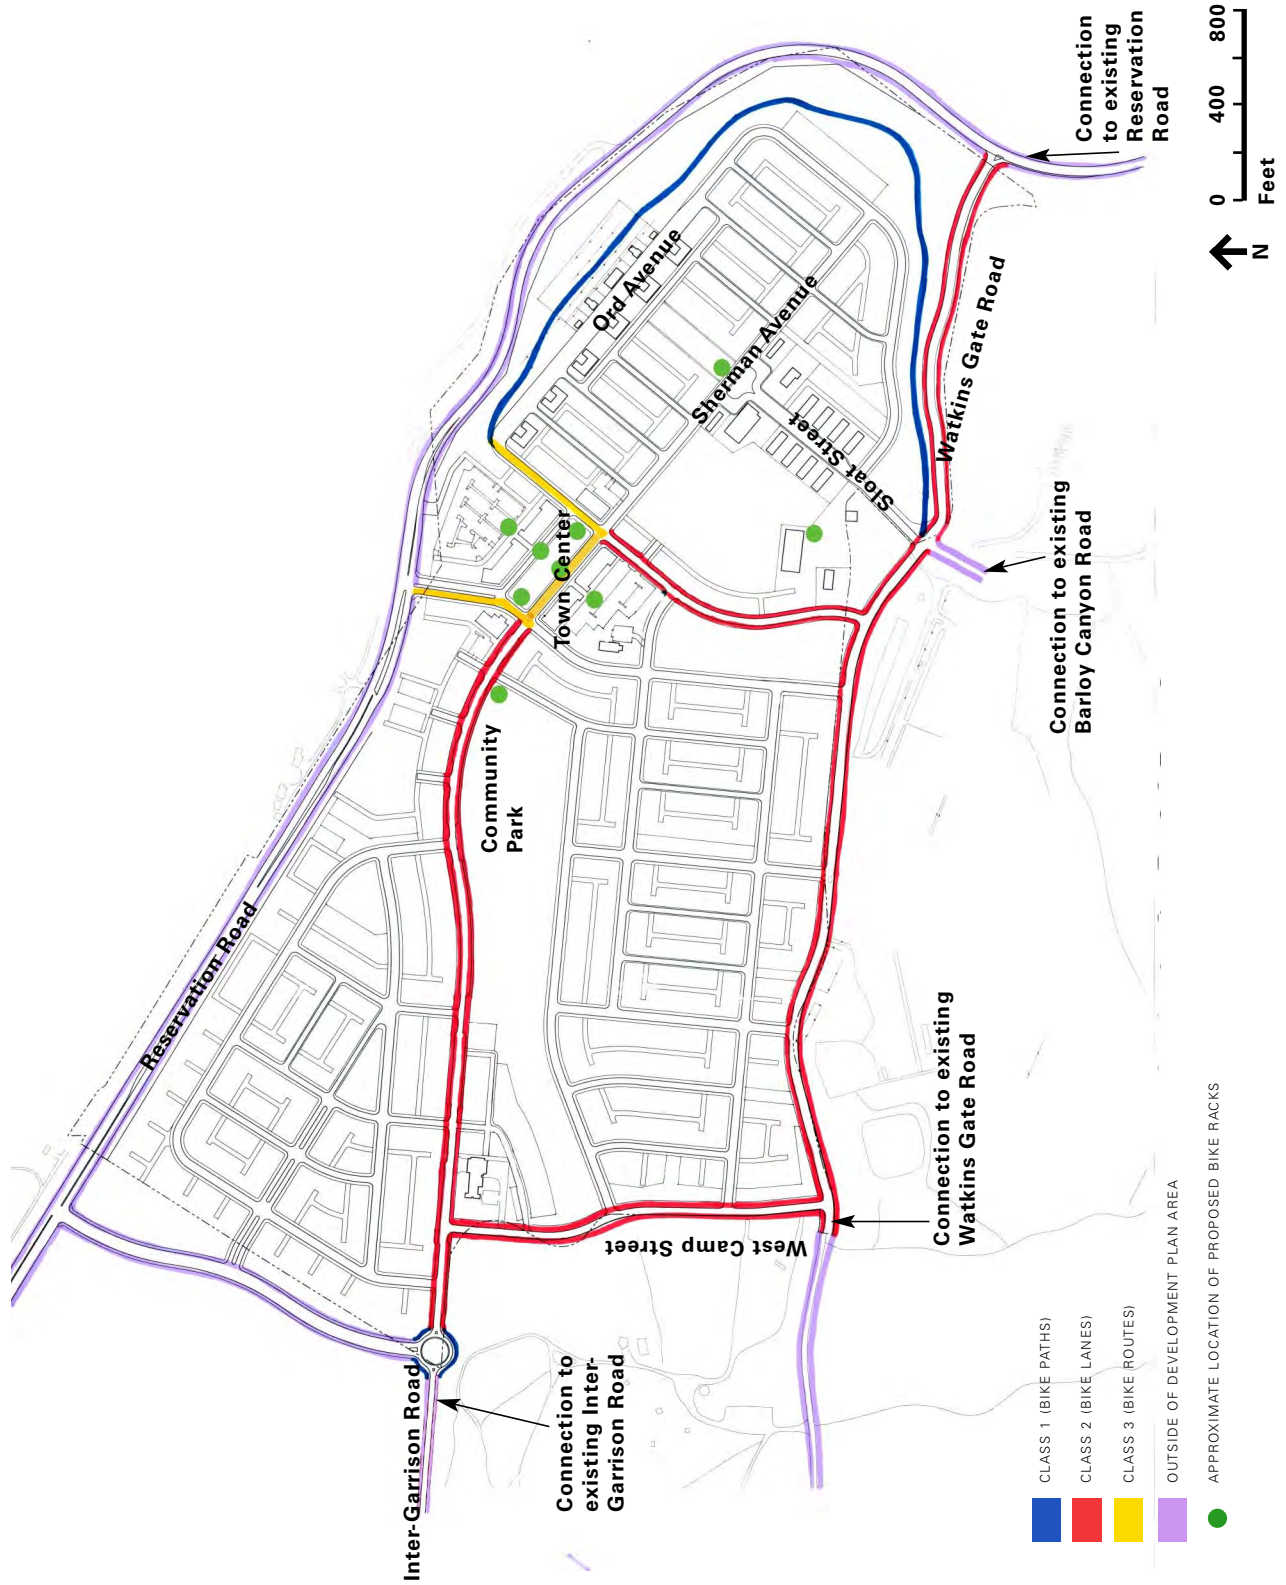 Reservation Road
Inter-Garrison Road
Connection to
existing Inter-
Garrison Road
West Camp Street
Connection to existing
Watkins Gate Road
Community
Park
Town Center
Ord Avenue
Sherman Avenue
Sloat Street
Watkins Gate Road
Connection to existing
Barloy Canyon Road
Connection
to existing
Reservation
Road
CLASS 1 (BIKE PATHS)
CLASS 2 (BIKE LANES)
CLASS 3 (BIKE ROUTES)
OUTSIDE OF DEVELOPMENT PLAN AREA
APPROXIMATE LOCATION OF PROPOSED BIKE RACKS
N
0 400 800
Feet